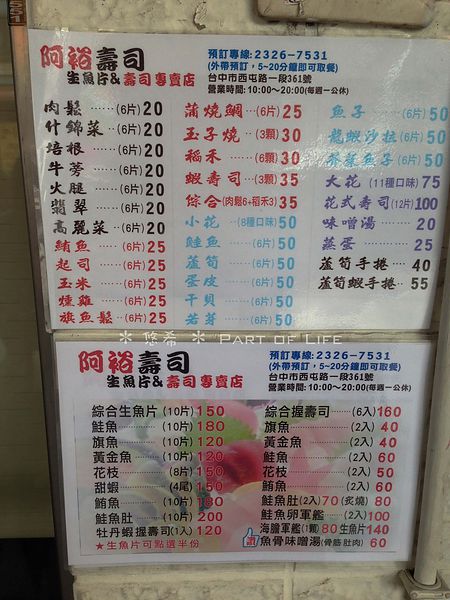 551
阿裕壽司
生魚片&壽司專賣店
預訂專線:2326-7531
(外帶預訂,5~20分鐘即可取餐)
台中市西屯路一段361號
營業時間:10:00~20:00(每週一公休)
肉鬆……(6片)20
什錦菜…(6片)20
培根……(6片)20
牛蒡……(6片)20
火腿……(6片)20
翡翠……(6片)20
高麗菜…(6片)20
鮪魚……(6片)25
起司……(6片)25
玉米……(6片)25
燻雞……(6片)25
旗魚鬆…(6片)25
蒲燒鯛…(6片)25
玉子燒…(3顆)30
稻禾……(6顆)30
蝦壽司…(3顆)35
綜合(肉鬆6+稻禾3)35
小花…(8種口味)50
鮭魚……(6片)50
蘆筍……(6片)50
蛋皮……(6片)50
干貝……(6片)50
若芽……(6片)50
魚子……(6片)50
龍蝦沙拉(6片)50
芥茉魚子(6片)50
大花(11種口味)75
花式壽司(12片)100
味噌湯……20
蒸蛋……25
蘆筍手捲……40
蘆筍蝦手捲……55
※悠希※ PART OF LIFE
阿裕壽司
生魚片&壽司專賣店
預訂專線:2326-7531
(外帶預訂,5~20分鐘即可取餐)
台中市西屯路一段361號
營業時間:10:00~20:00(每週一公休)
綜合生魚片(10片)150
鮭魚……(10片)180
旗魚……(10片)120
黃金魚…(10片)120
花枝……(8片)150
甜蝦……(4尾)150
鮪魚……(10片)180
鮭魚肚…(10片)200
牡丹蝦握壽司(1入)120
★生魚片可點選半份
綜合握壽司……(6入)160
旗魚……(2入)40
黃金魚……(2入)40
鮭魚……(2入)60
花枝……(2入)50
鮪魚……(2入)60
鮭魚肚(2入)70(炙燒)80
鮭魚卵軍艦…(2入)100
海膽軍艦(1顆)80生魚片140
讚魚骨味噌湯(骨筋肚肉)60